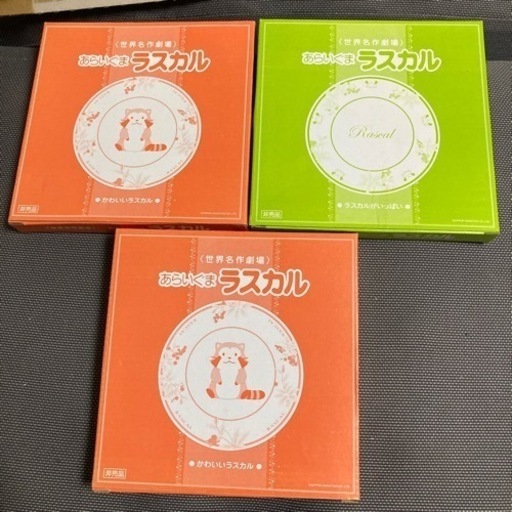 〈世界名作劇場〉
あらいぐま ラスカル
● かわいいラスカル ●
非売品
〈世界名作劇場〉
あらいぐま ラスカル
Rascal
● ラスカルがいっぱい ●
非売品
〈世界名作劇場〉
あらいぐま ラスカル
RASCAL
● かわいいラスカル ●
非売品